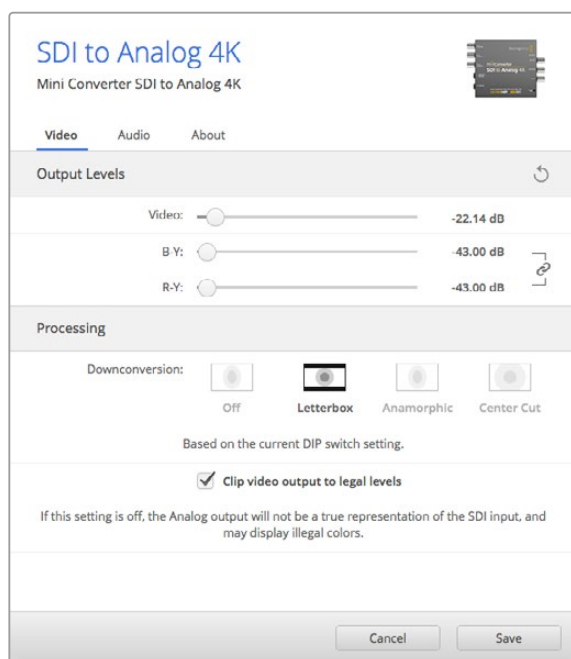 SDI to Analog 4K
Mini Converter SDI to Analog 4K
Video Audio About
Output Levels
Video: -22.14 dB
B-Y: -43.00 dB
R-Y: -43.00 dB
Processing
Downconversion:
Off Letterbox Anamorphic Center Cut
Based on the current DIP switch setting.
Clip video output to legal levels
If this setting is off, the Analog output will not be a true representation of the SDI input, and
may display illegal colors.
Cancel Save